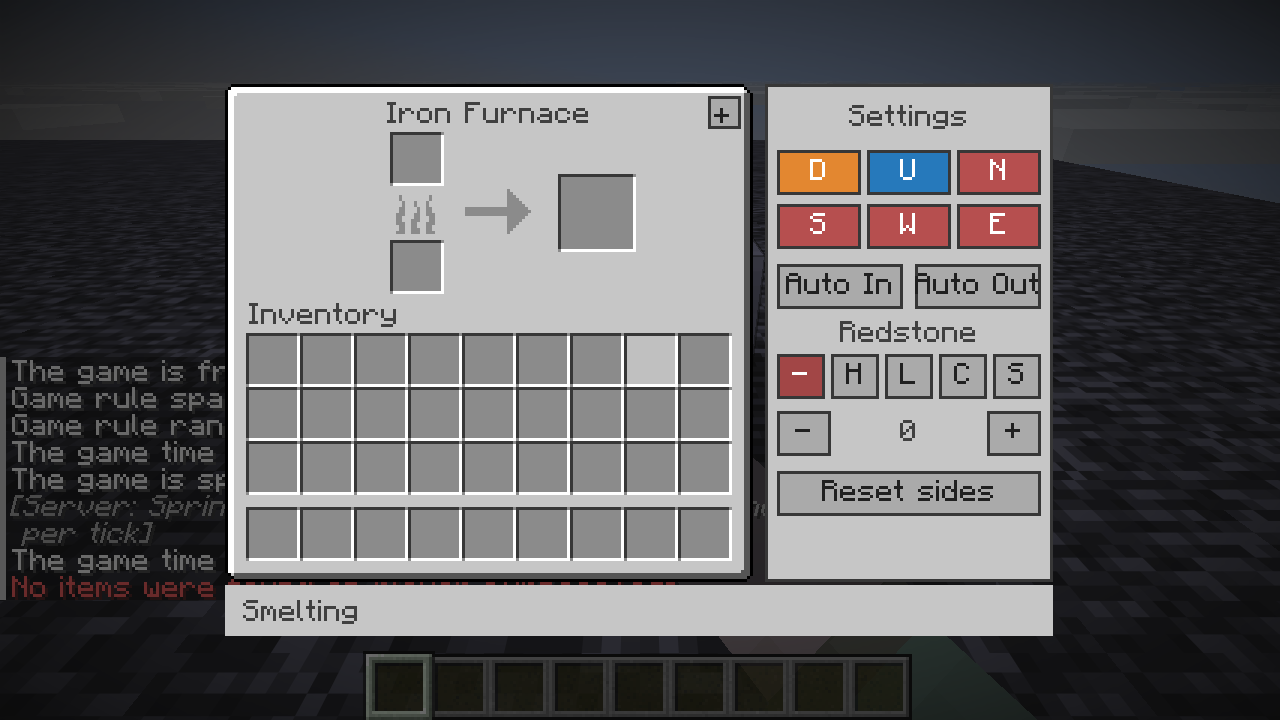 Iron Furnace
+
Settings
D U N
S W E
Auto In Auto Out
Inventory
Redstone
- H L C S
- 0 +
Reset sides
The game is fr
Game rule spa
Game rule ran
The game time
The game is sp
[Server: Sprin
per tick]
The game time
No items were
Smelting